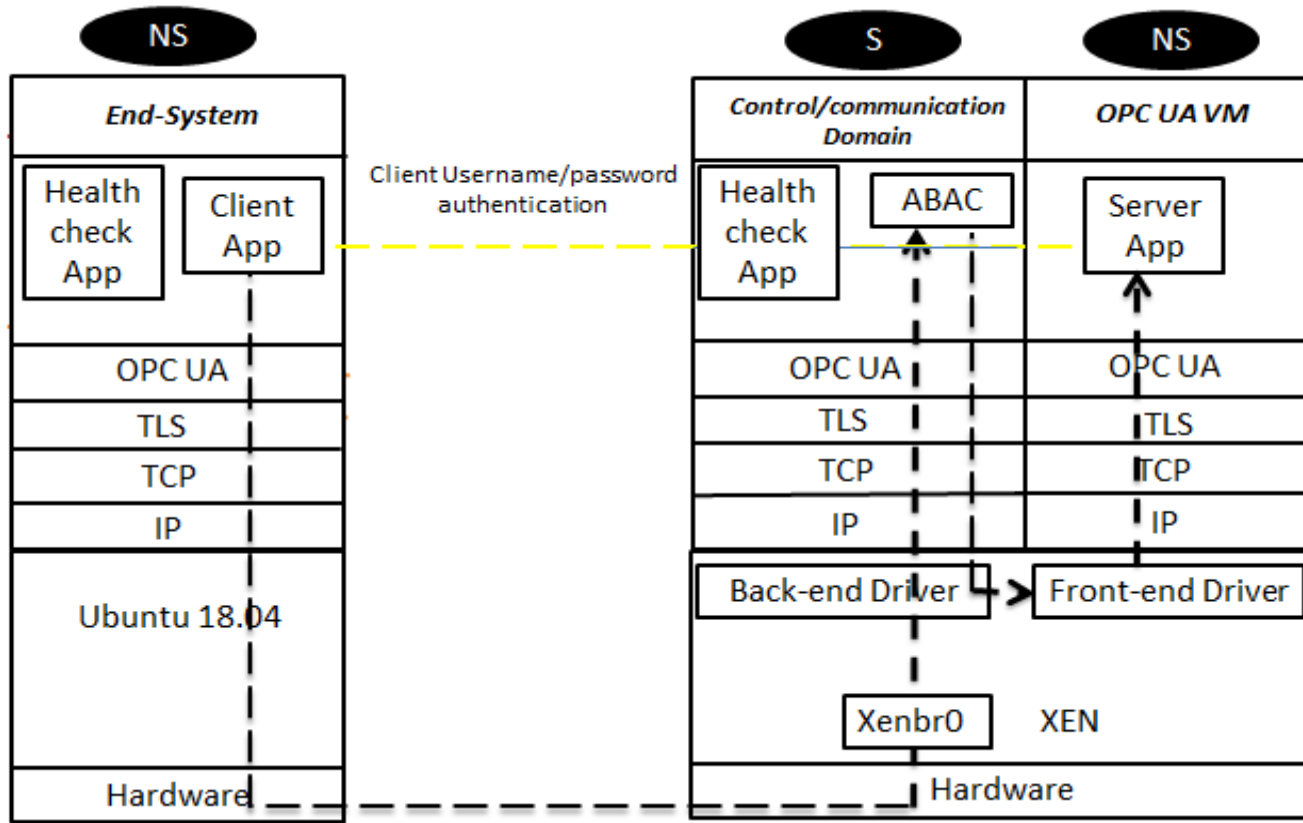 NS
S
NS
End-System
Control/communication
Domain
OPC UA VM
Health
check
App
Client
App
Client Username/password
authentication
Health
check
App
ABAC
Server
App
OPC UA
TLS
TCP
IP
OPC UA
TLS
TCP
IP
OPC UA
TLS
TCP
IP
Ubuntu 18.04
Back-end Driver
Front-end Driver
Xenbr0
XEN
Hardware
Hardware